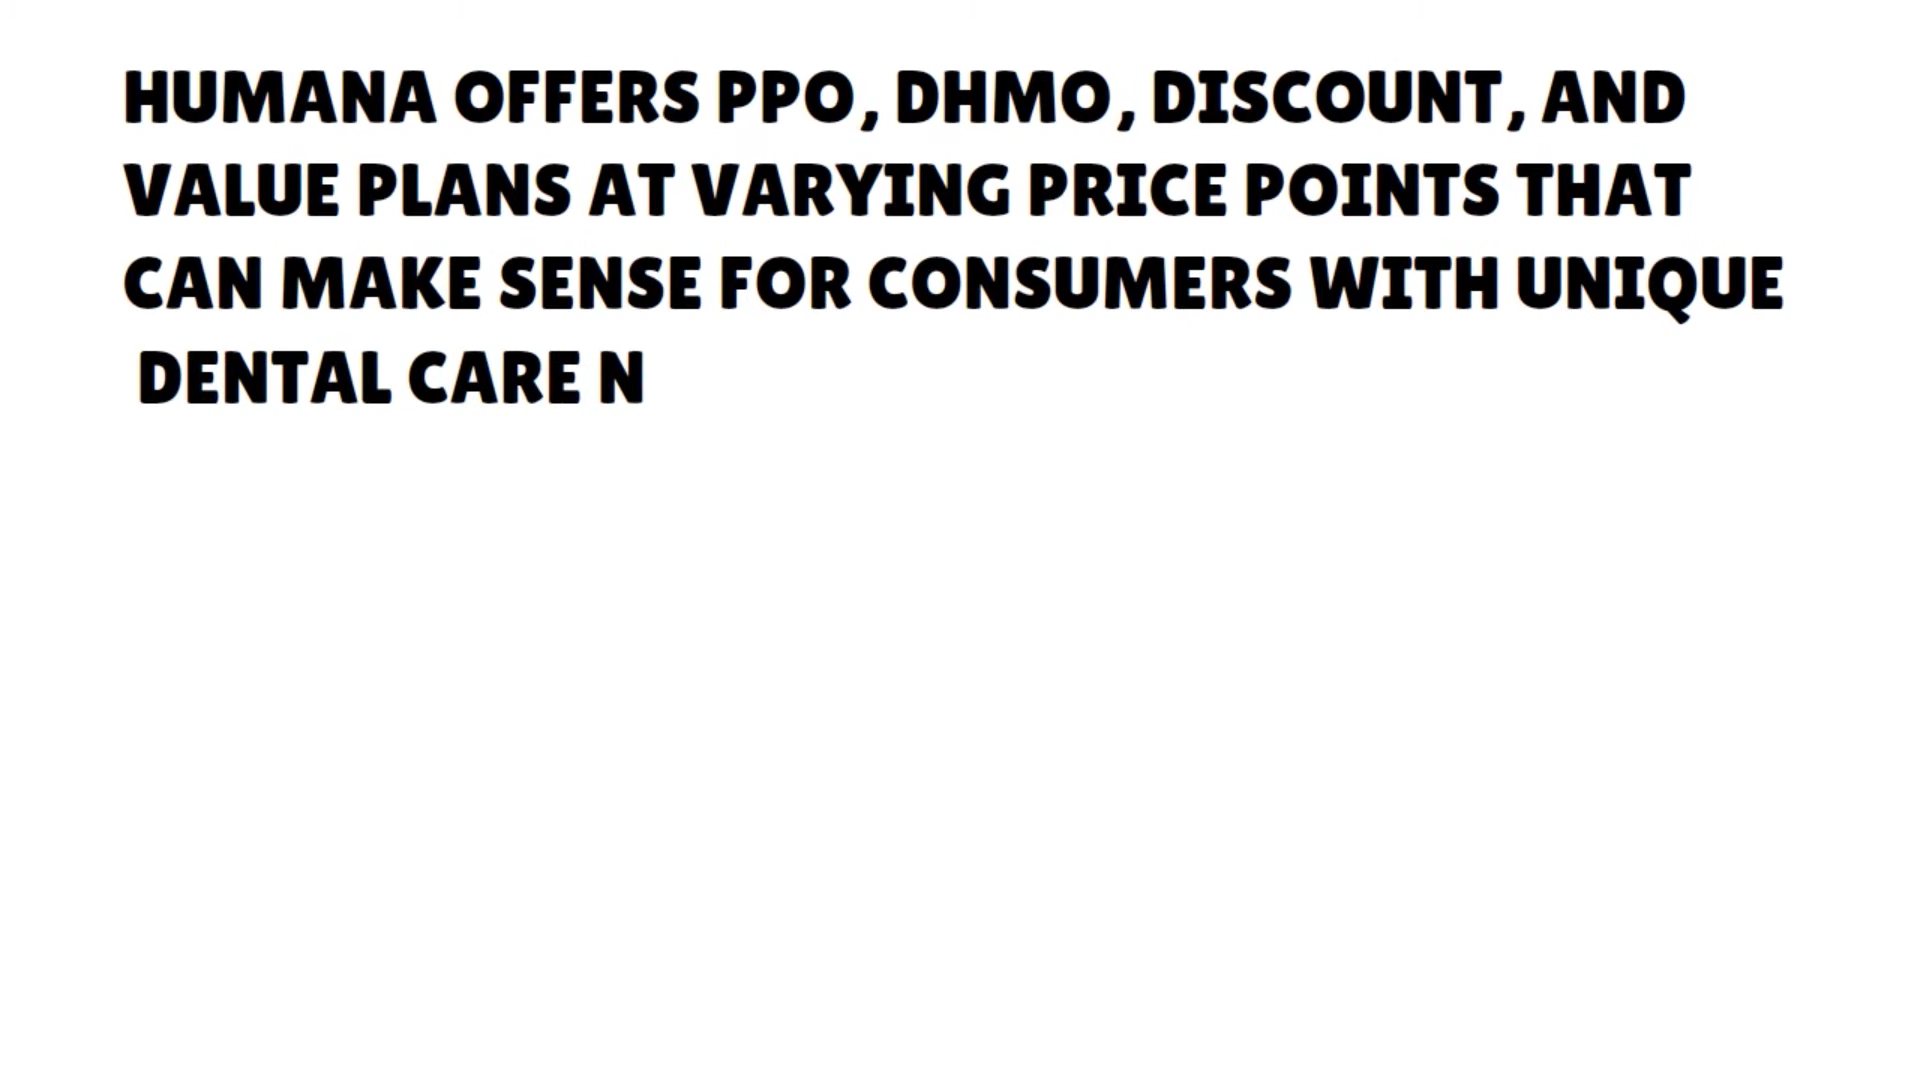 HUMANA OFFERS PPO, DHMO, DISCOUNT, AND
VALUE PLANS AT VARYING PRICE POINTS THAT
CAN MAKE SENSE FOR CONSUMERS WITH UNIQUE
DENTAL CARE N